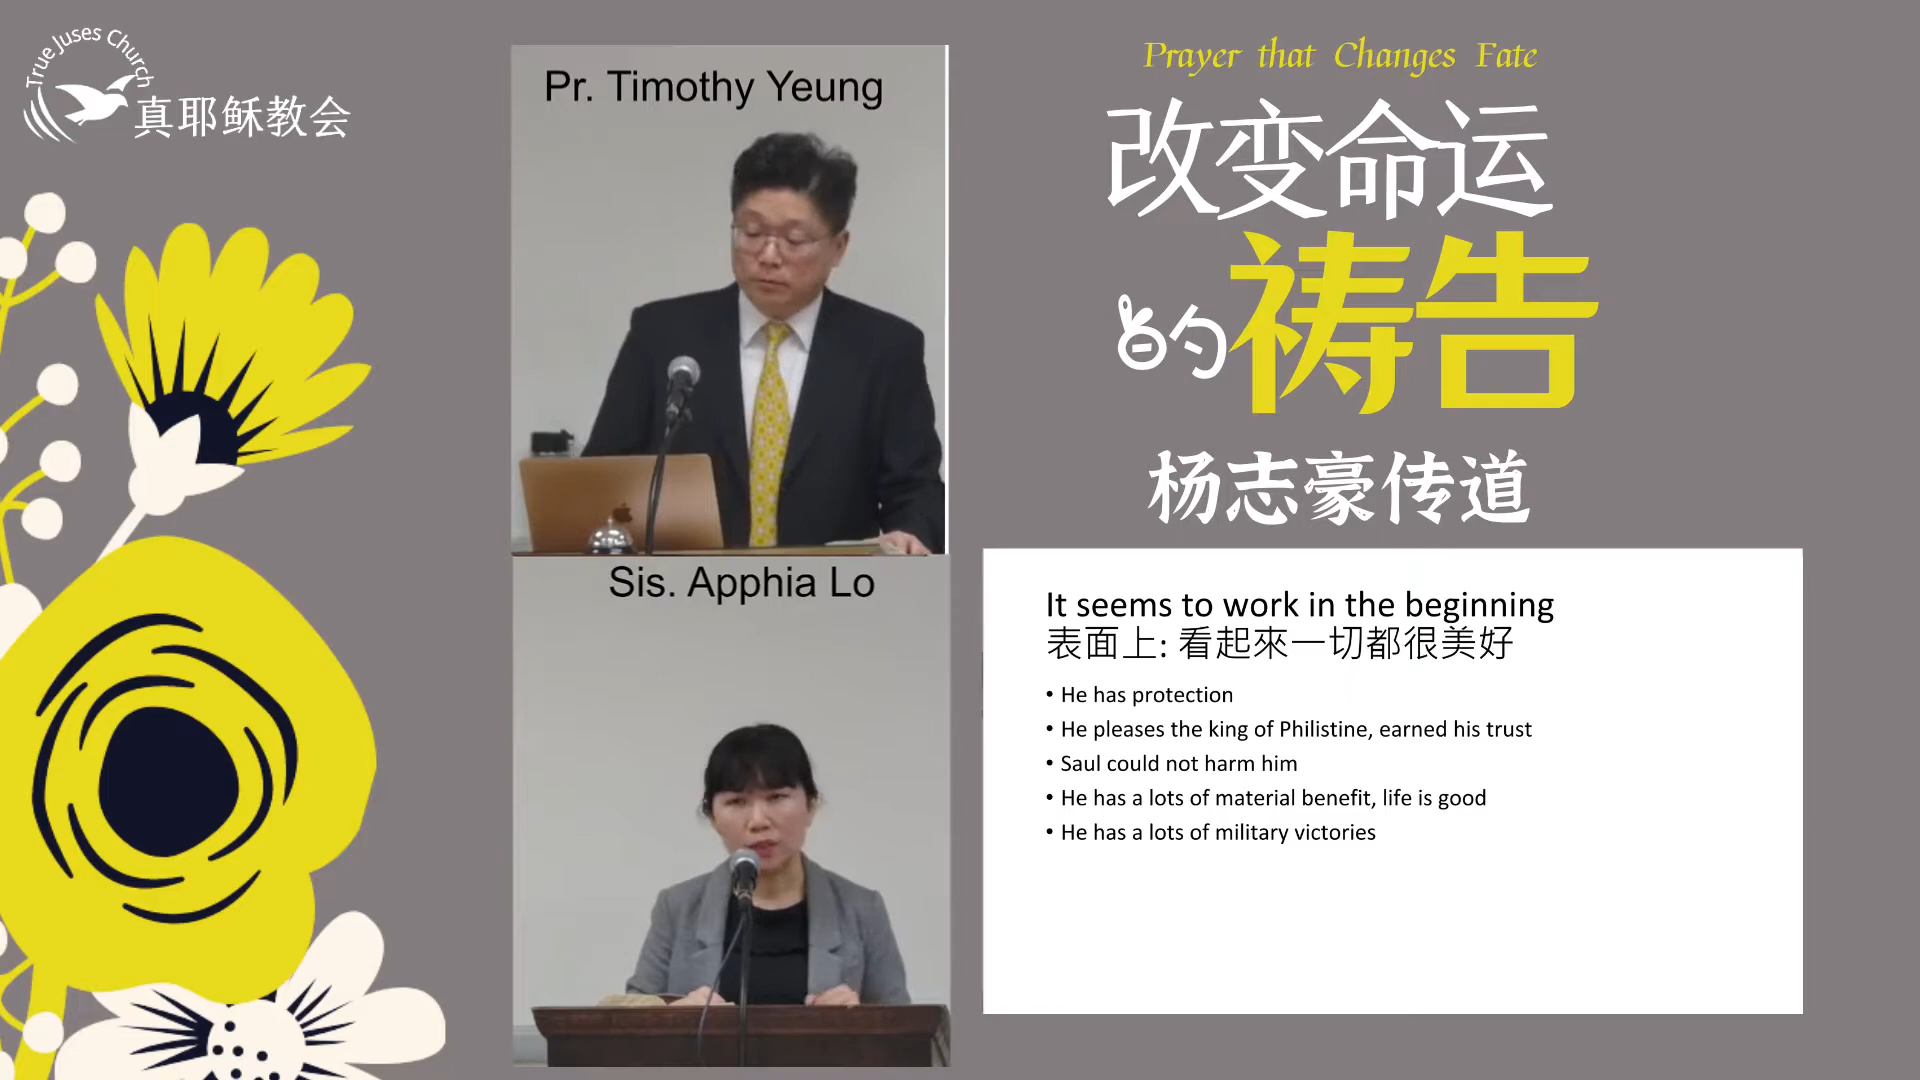 True Juses Church
真耶稣教会
Pr. Timothy Yeung
Sis. Apphia Lo
Prayer that Changes Fate
改变命运
的祷告
杨志豪传道
It seems to work in the beginning
表面上: 看起來一切都很美好
• He has protection
• He pleases the king of Philistine, earned his trust
• Saul could not harm him
• He has a lots of material benefit, life is good
• He has a lots of military victories